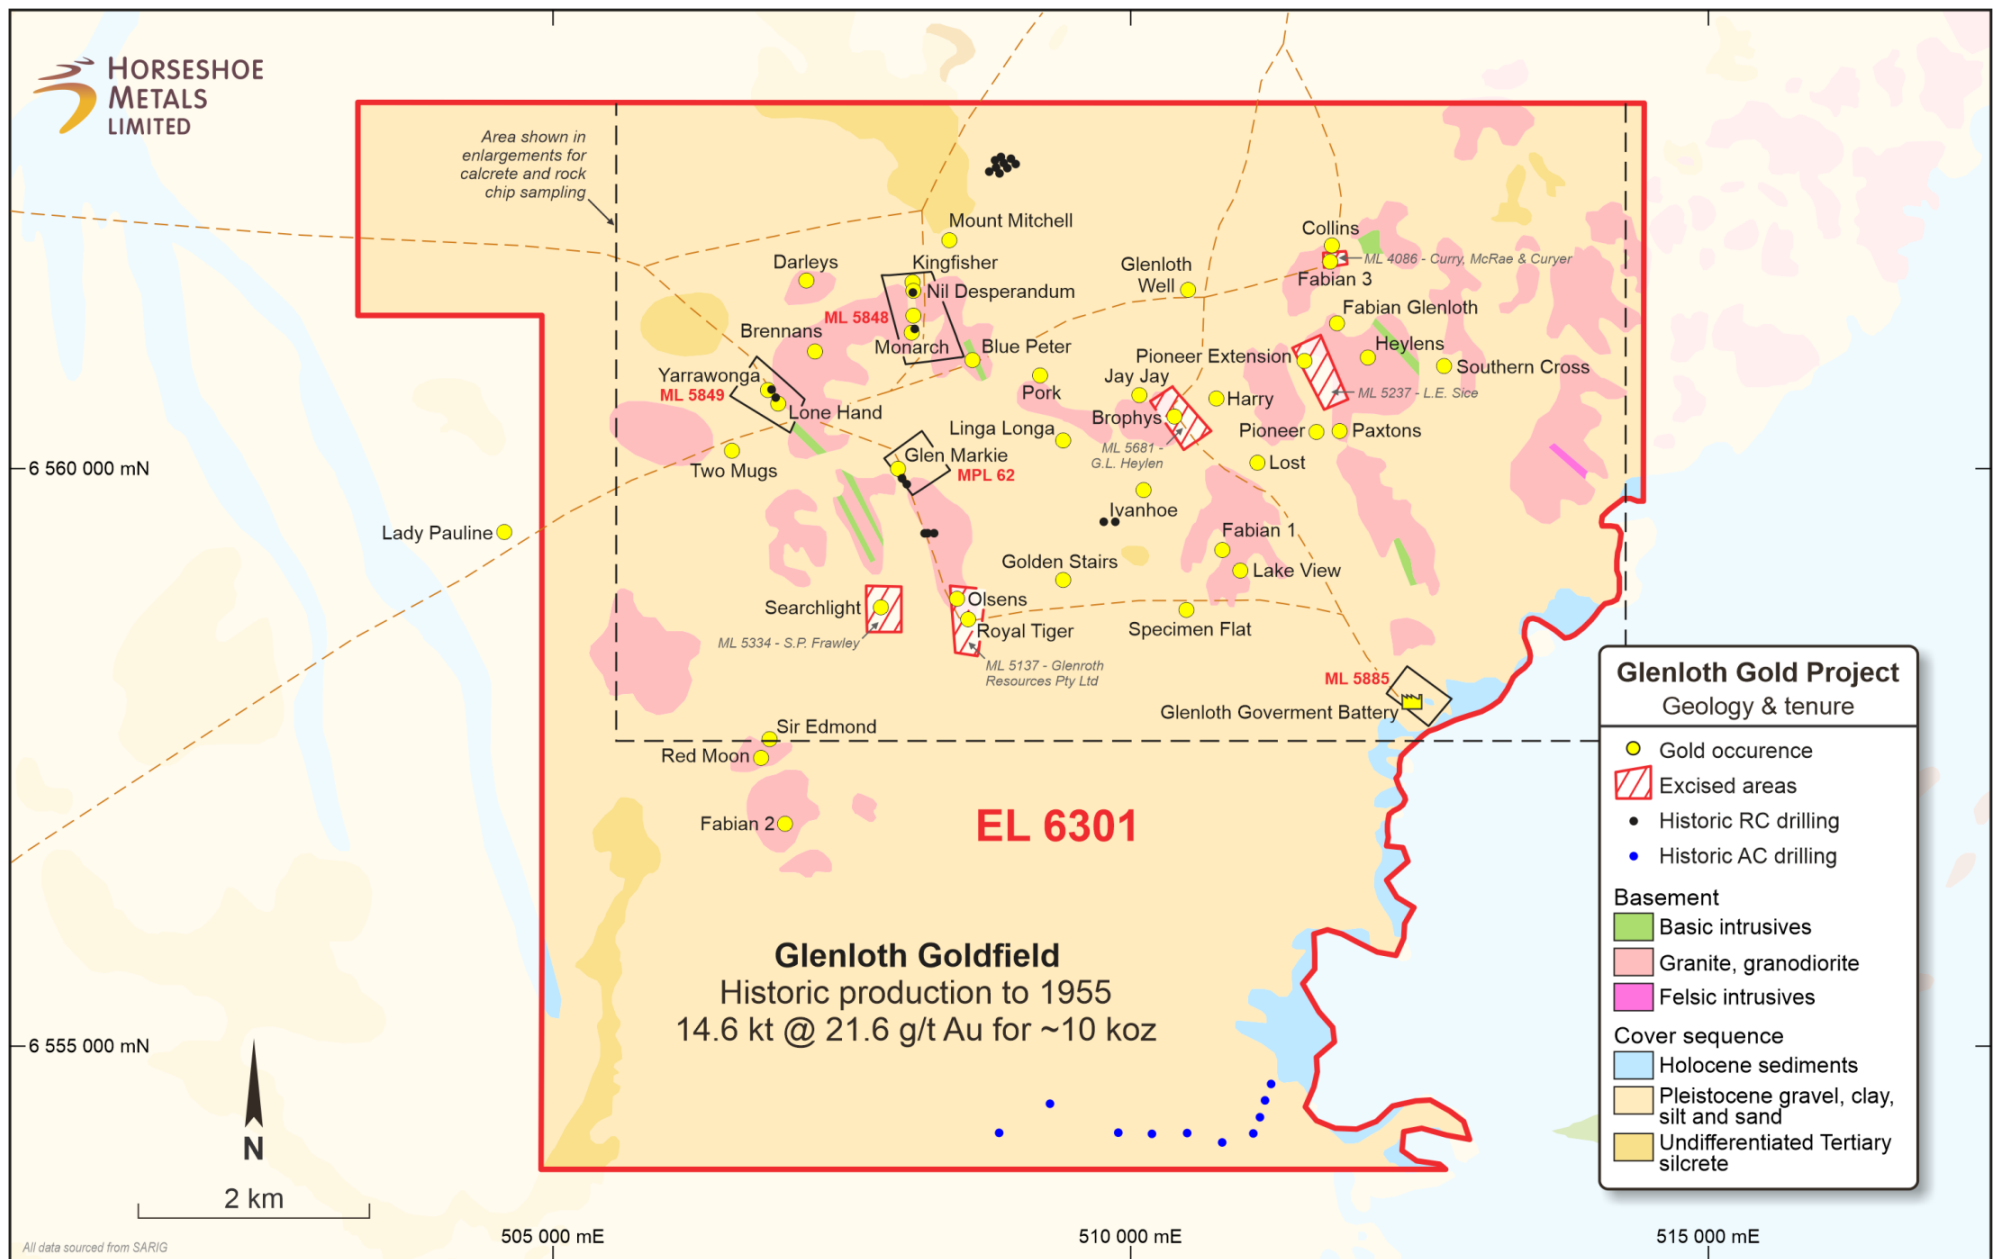 HORSESHOE
METALS
LIMITED
Area shown in
enlargements for
calcrete and rock
chip sampling
Mount Mitchell
Collins
ML 4086 - Curry, McRae & Curyer
Fabian 3
Darleys
Kingfisher
Nil Desperandum
Glenloth
Well
ML 5848
Monarch
Brennans
Blue Peter
Fabian Glenloth
Heylens
Pioneer Extension
Southern Cross
Yarrawonga
ML 5849
Lone Hand
Pork
Jay Jay
Harry
ML 5237 - L.E. Sice
Brophys
Linga Longa
ML 5681 -
G.L. Heylen
Pioneer
Paxtons
Two Mugs
Glen Markie
MPL 62
Lost
6 560 000 mN
Ivanhoe
Lady Pauline
Fabian 1
Golden Stairs
Lake View
Searchlight
Olsens
Royal Tiger
Specimen Flat
ML 5334 - S.P. Frawley
ML 5137 - Glenroth
Resources Pty Ltd
ML 5885
Glenloth Goverment Battery
Sir Edmond
Red Moon
Fabian 2
EL 6301
Glenloth Goldfield
Historic production to 1955
14.6 kt @ 21.6 g/t Au for ~10 koz
6 555 000 mN
N
2 km
505 000 mE
510 000 mE
515 000 mE
All data sourced from SARIG
Glenloth Gold Project
Geology & tenure
Gold occurence
Excised areas
Historic RC drilling
Historic AC drilling
Basement
Basic intrusives
Granite, granodiorite
Felsic intrusives
Cover sequence
Holocene sediments
Pleistocene gravel, clay,
silt and sand
Undifferentiated Tertiary
silcrete